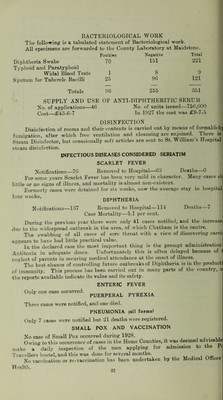 BACTERIOLOGICAL WORK
The following is a tabulated statement of Bacteriological work.
All specimens are forwarded to the County Laboratory at Maidstone.
Positive Negative Total
Diphtheria Swabs 70 151 221
Typhoid and Paratyphoid
Widal Blood Tests 1 8 9
Sputum for Tubercle Bacilli 25 96 121
Totals 96 255 351
SUPPLY AND USE OF ANTI-DIPHTHERITIC SERUM
No. of applications—46 No. of units issued—756,000
Cost—£43-6-7 In 1927 the cost was £9-7-5
DISINFECTION
Disinfection of rooms and their contents is carried out by means of formaldehyde
fumigation, after which free ventilation and cleansing are enjoined. There is
Steam Disinfector, but occasionally soft articles are sent to St. William's Hospital
steam disinfection.
INFECTIOUS DISEASES CONSIDERED SERIATIM
SCARLET FEVER
Notifications—76 Removed to Hospital—63 Deaths—0
For some years Scarlet Fever has been very mild in character. Many cases
little or no signs of illness, and mortality is almost non-existent.
Formerly cases were detained for six weeks, now the average stay in hospital
four weeks.
DIPHTHERIA
Notifications—137 Removed to Hospital—114 Deaths—7
Case Mortality—5.1 per cent.
During the previous year there were only 41 cases notified, and the increase
due to the widespread outbreak in the area, of which Chatham is the centre.
The swabbing of all cases of sore throat with a view of discovering carriers
appears to have had little practical value.
In the declared case the most important thing is the prompt administration
Antitoxin in adequate doses. Unfortunately this is often delayed because of
neglect of parents in securing medical attendance at the onset of illness.
The best chance of controlling future outbreaks of Diphtheria is in the production
of immunity. This process has been carried out in many parts of the country,
the reports available indicate its value and its safety.
ENTERIC FEVER
Only one case occurred.
PUERPERAL PYREXIA
Three cases were notified, and one died.
PNEUMONIA (all forms)
Only 7 cases were notified but 21 deaths were registered.
SMALL POX AND VACCINATION
No case of Small Pox occurred during 1928.
Owing to this occurrence of cases in the Home Counties, it was deemed advisable
make a daily inspection of the men applying for admission to the
Travellers hostel, and this was done for several months.
No vaccination or re-vaccination has been undertaken by the Medical Officer
Health.